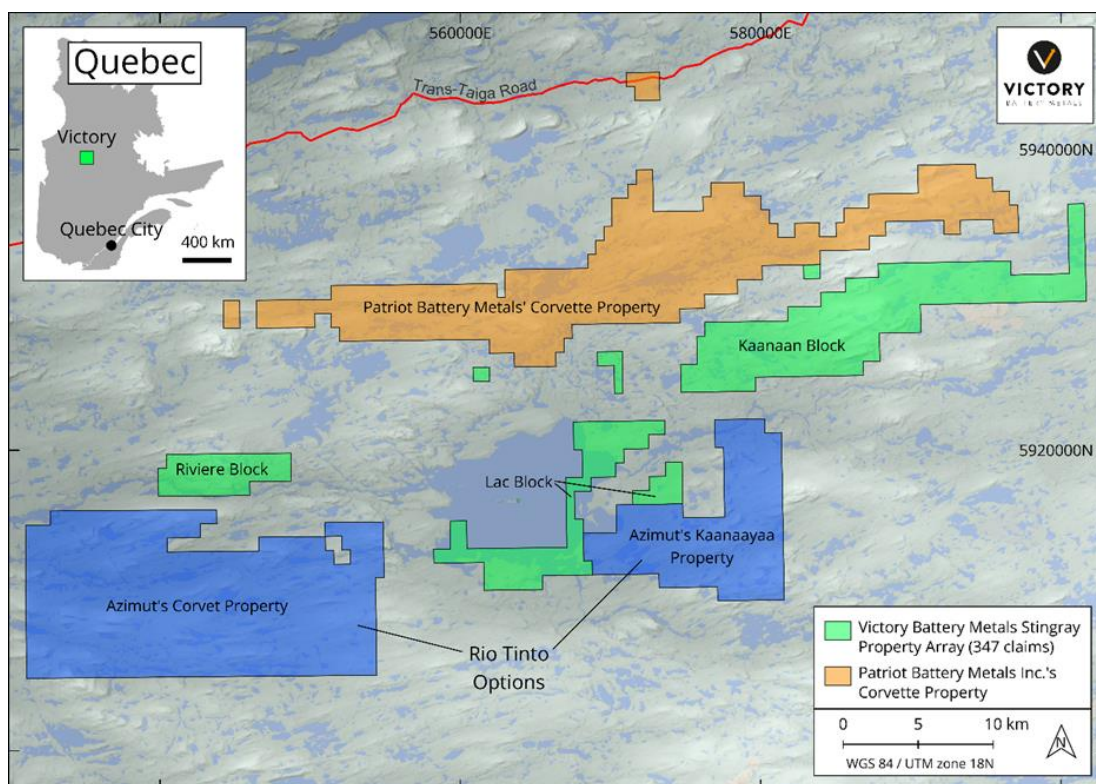 Quebec
Victory
Quebec City
400 km
560000E
580000E
Trans-Taiga Road
VICTORY
BATTERY METALS
5940000N
Patriot Battery Metals' Corvette Property
Kaanaan Block
5920000N
Riviere Block
Lac Block
Azimut's Kaanaayaa
Property
Azimut's Corvet Property
Rio Tinto
Options
Victory Battery Metals Stingray
Property Array (347 claims)
Patriot Battery Metals Inc.'s
Corvette Property
0 5 10 km
WGS 84 / UTM zone 18N
N